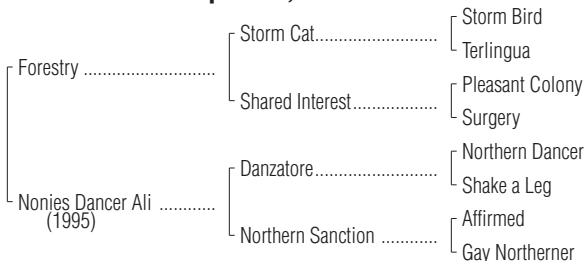 Storm Bird
Storm Cat..........................
Terlingua
Forestry ............................
Pleasant Colony
Shared Interest..................
Surgery
Northern Dancer
Danzatore..........................
Shake a Leg
Nonies Dancer Ali ............
(1995)
Affirmed
Northern Sanction ............
Gay Northerner